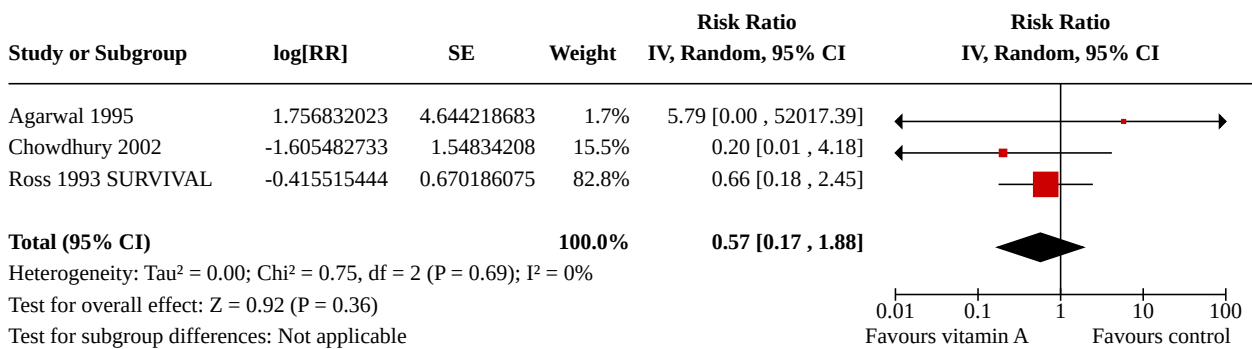 Risk Ratio Risk Ratio
Study or Subgroup log[RR] SE Weight IV, Random, 95% CI IV, Random, 95% CI
Agarwal 1995 1.756832023 4.644218683 1.7% 5.79 [0.00 , 52017.39]
Chowdhury 2002 -1.605482733 1.54834208 15.5% 0.20 [0.01 , 4.18]
Ross 1993 SURVIVAL -0.415515444 0.670186075 82.8% 0.66 [0.18 , 2.45]
Total (95% CI) 100.0% 0.57 [0.17 , 1.88]
Heterogeneity: Tau² = 0.00; Chi² = 0.75, df = 2 (P = 0.69); I² = 0%
Test for overall effect: Z = 0.92 (P = 0.36)
Test for subgroup differences: Not applicable
0.01 0.1 1 10 100
Favours vitamin A Favours control